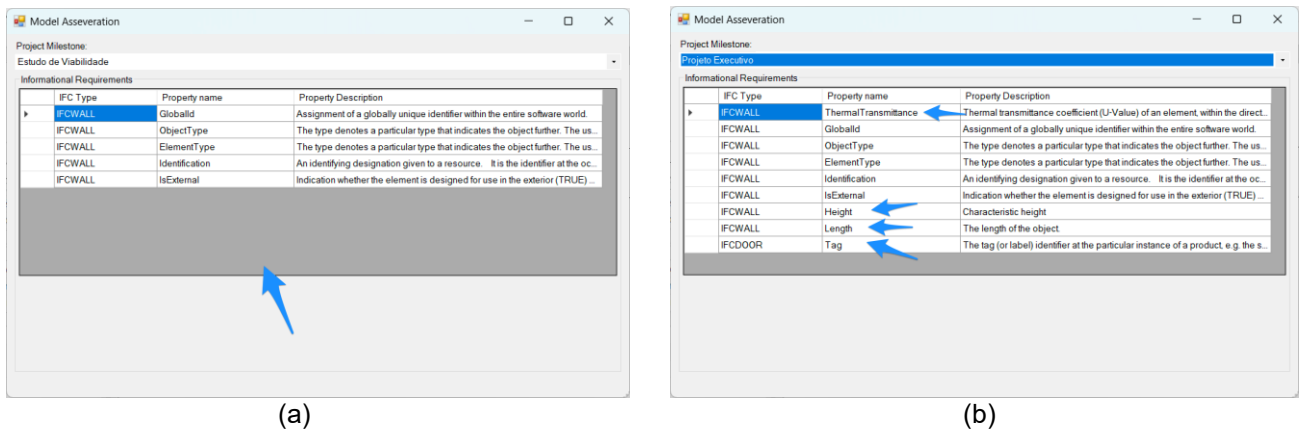 Model Asseveration
Project Milestone:
Estudo de Viabilidade
Informational Requirements
IFC Type Property name Property Description
IFCWALL GlobalId Assignment of a globally unique identifier within the entire software world.
IFCWALL ObjectType The type denotes a particular type that indicates the object further. The us...
IFCWALL ElementType The type denotes a particular type that indicates the object further. The us...
IFCWALL Identification An identifying designation given to a resource. It is the identifier at the oc...
IFCWALL IsExternal Indication whether the element is designed for use in the exterior (TRUE) ...
(a)
Model Asseveration
Project Milestone:
Projeto Executivo
Informational Requirements
IFC Type Property name Property Description
IFCWALL ThermalTransmittance Thermal transmittance coefficient (U-Value) of an element, within the direct...
IFCWALL GlobalId Assignment of a globally unique identifier within the entire software world.
IFCWALL ObjectType The type denotes a particular type that indicates the object further. The us...
IFCWALL ElementType The type denotes a particular type that indicates the object further. The us...
IFCWALL Identification An identifying designation given to a resource. It is the identifier at the oc...
IFCWALL IsExternal Indication whether the element is designed for use in the exterior (TRUE) ...
IFCWALL Height Characteristic height
IFCWALL Length The length of the object.
IFCDOOR Tag The tag (or label) identifier at the particular instance of a product, e.g. the s...
(b)